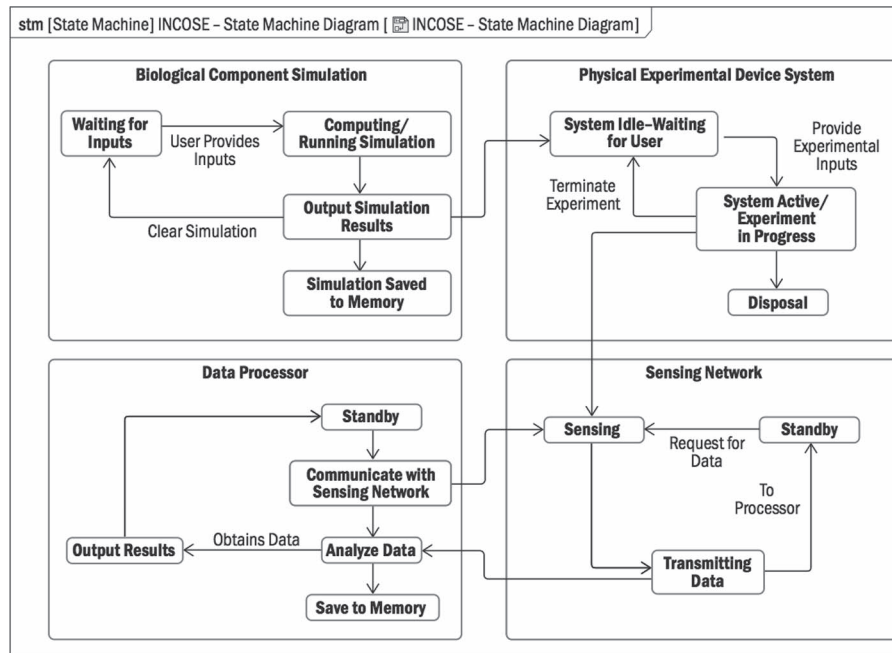 stm [State Machine] INCOSE – State Machine Diagram [ INCOSE – State Machine Diagram]
Biological Component Simulation
Waiting for
Inputs
User Provides
Inputs
Computing/
Running Simulation
Output Simulation
Results
Clear Simulation
Simulation Saved
to Memory
Physical Experimental Device System
System Idle–Waiting
for User
Provide
Experimental
Inputs
Terminate
Experiment
System Active/
Experiment
in Progress
Disposal
Data Processor
Standby
Communicate with
Sensing Network
Output Results
Obtains Data
Analyze Data
Save to Memory
Sensing Network
Sensing
Request for
Data
Standby
To
Processor
Transmitting
Data